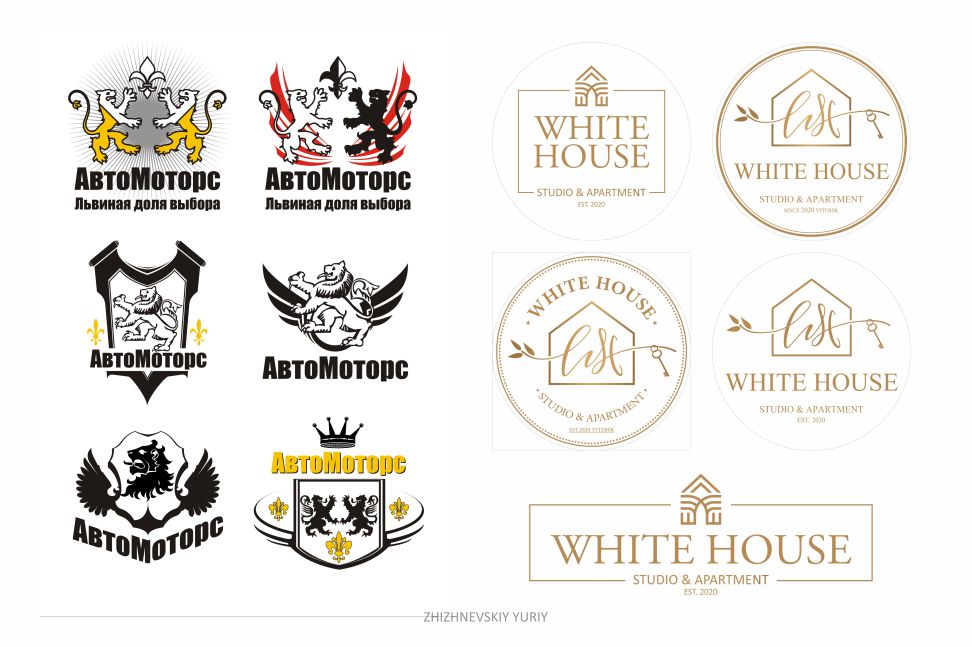 АвтоМоторс
Львиная доля выбора
АвтоМоторс
Львиная доля выбора
АвтоМоторс
АвтоМоторс
АвтоМоторс
АвтоМоторс
WHITE
HOUSE
STUDIO & APARTMENT
EST. 2020
WHITE HOUSE
STUDIO & APARTMENT
SINCE 2020 VITEBSK
WHITE HOUSE
STUDIO & APARTMENT
EST.2020 VITEBSK
WHITE HOUSE
STUDIO & APARTMENT
EST. 2020
WHITE HOUSE
STUDIO & APARTMENT
EST. 2020
ZHIZHNEVSKIY YURIY